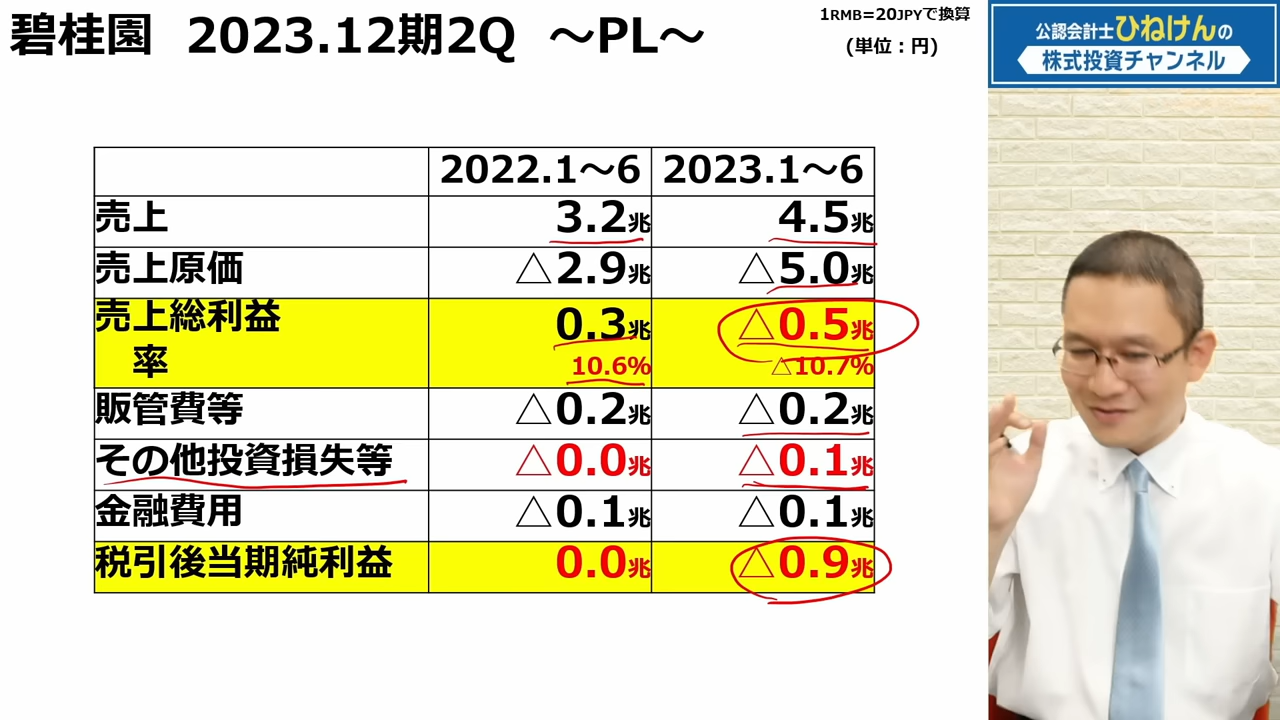 碧桂園 2023.12期2Q ～PL～
1RMB=20JPYで換算
(単位：円)
公認会計士ひねけんの
株式投資チャンネル
2022.1～6 2023.1～6
売上 3.2兆 4.5兆
売上原価 △2.9兆 △5.0兆
売上総利益 0.3兆 △0.5兆
率 10.6% △10.7%
販管費等 △0.2兆 △0.2兆
その他投資損失等 △0.0兆 △0.1兆
金融費用 △0.1兆 △0.1兆
税引後当期純利益 0.0兆 △0.9兆